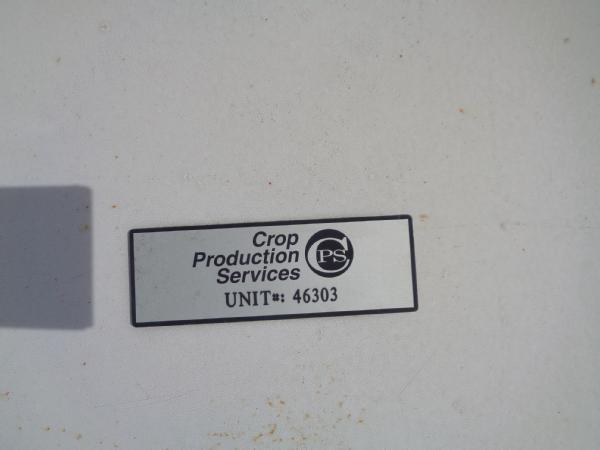 Crop
Production
Services
CPS
UNIT#: 46303